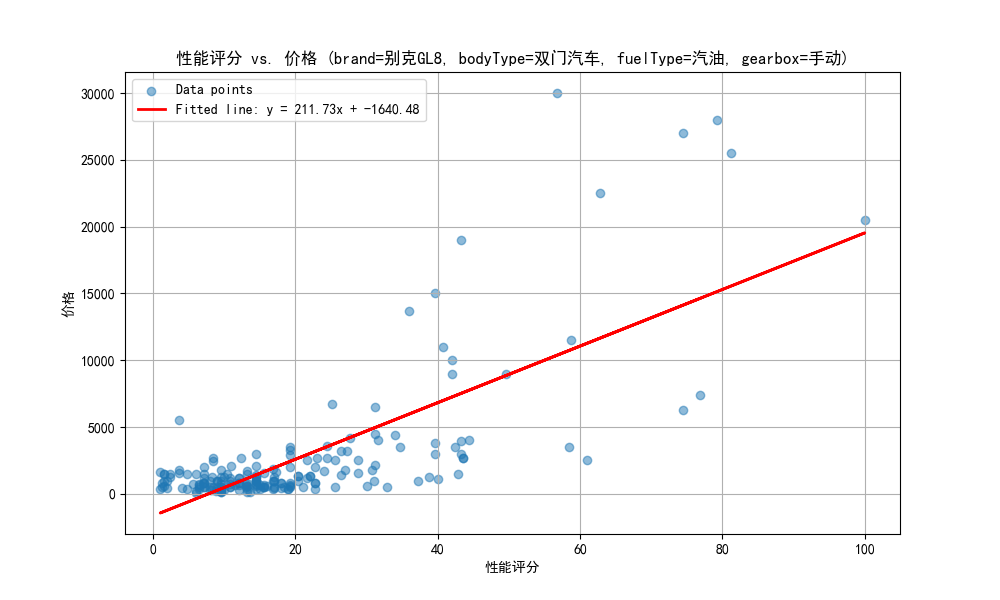 性能评分 vs. 价格 (brand=别克GL8, bodyType=双门汽车, fuelType=汽油, gearbox=手动)
Data points
Fitted line: y = 211.73x + -1640.48
30000
25000
20000
15000
10000
5000
0
价格
0 20 40 60 80 100
性能评分